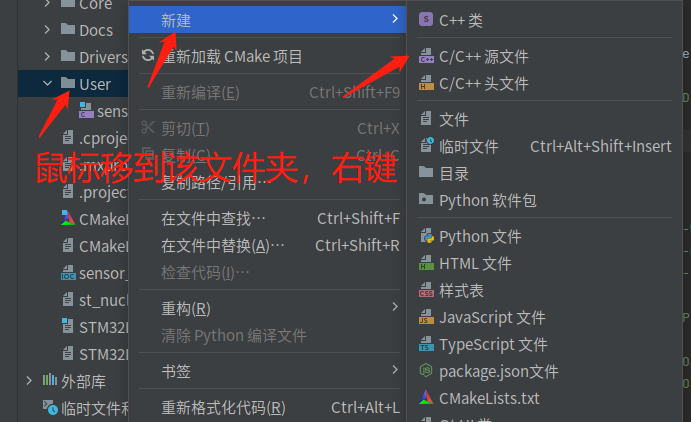 Core
Docs
Drivers
User
sens
.cproje
.mxpro
.project
CMakeL
CMakeL
sensor_
st_nucl
STM32L
STM32L
外部库
临时文件和
鼠标移到该文件夹，右键
新建
重新加载 CMake 项目
重新编译(E) Ctrl+Shift+F9
剪切(T) Ctrl+X
复制(C) Ctrl+C
复制路径/引用…
在文件中查找… Ctrl+Shift+F
在文件中替换(A)… Ctrl+Shift+R
检查代码(I)…
重构(R)
清除 Python 编译文件
书签
重新格式化代码(R) Ctrl+Alt+L
C++ 类
C/C++ 源文件
C/C++ 头文件
文件
临时文件 Ctrl+Alt+Shift+Insert
目录
Python 软件包
Python 文件
HTML 文件
样式表
JavaScript 文件
TypeScript 文件
package.json文件
CMakeLists.txt